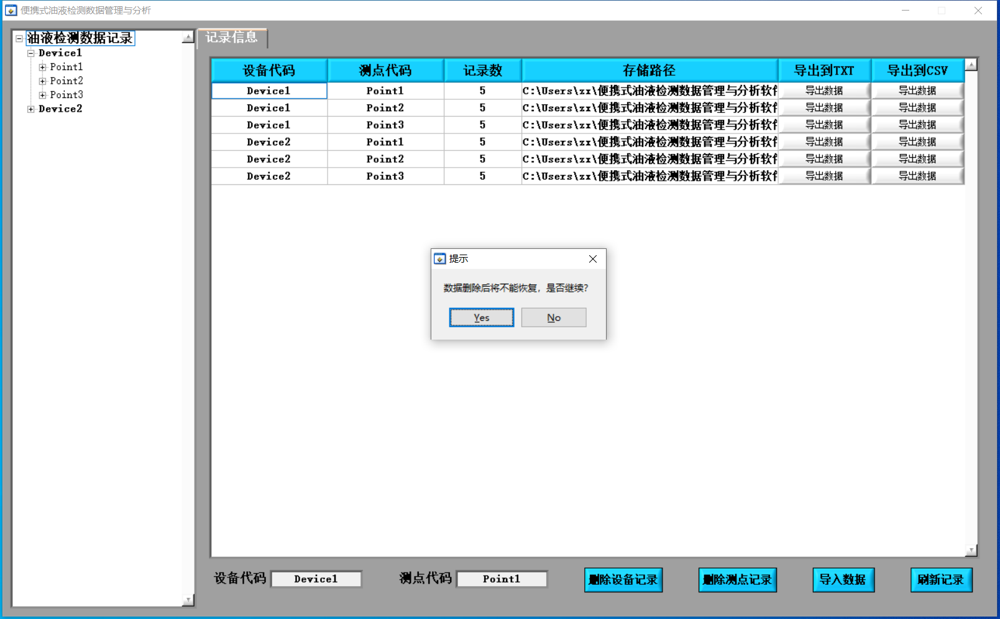 便携式油液检测数据管理与分析
油液检测数据记录
Device1
Point1
Point2
Point3
Device2
记录信息
设备代码 测点代码 记录数 存储路径 导出到TXT 导出到CSV
Device1 Point1 5 C:\Users\zx\便携式油液检测数据管理与分析软 导出数据 导出数据
Device1 Point2 5 C:\Users\zx\便携式油液检测数据管理与分析软 导出数据 导出数据
Device1 Point3 5 C:\Users\zx\便携式油液检测数据管理与分析软 导出数据 导出数据
Device2 Point1 5 C:\Users\zx\便携式油液检测数据管理与分析软 导出数据 导出数据
Device2 Point2 5 C:\Users\zx\便携式油液检测数据管理与分析软 导出数据 导出数据
Device2 Point3 5 C:\Users\zx\便携式油液检测数据管理与分析软 导出数据 导出数据
提示
数据删除后将不能恢复，是否继续？
Yes No
设备代码 Device1 测点代码 Point1 删除设备记录 删除测点记录 导入数据 刷新记录